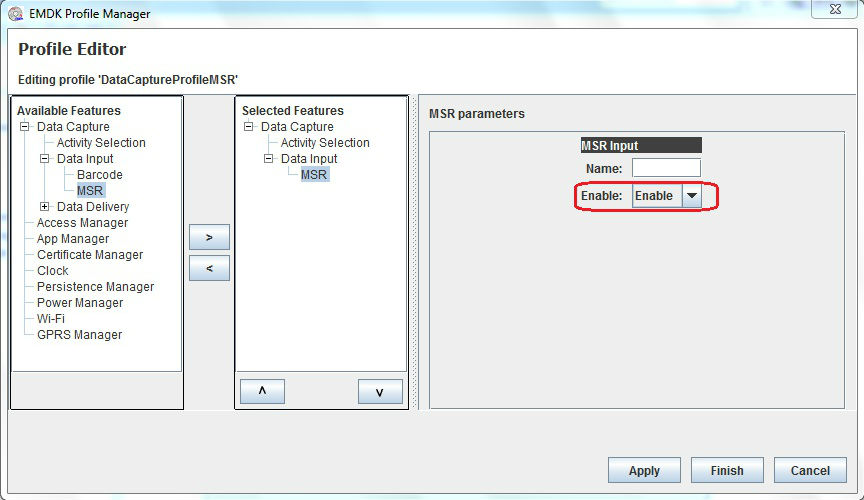 EMDK Profile Manager
Profile Editor
Editing profile 'DataCaptureProfileMSR'
Available Features
Data Capture
Activity Selection
Data Input
Barcode
MSR
Data Delivery
Access Manager
App Manager
Certificate Manager
Clock
Persistence Manager
Power Manager
Wi-Fi
GPRS Manager
>
<
Selected Features
Data Capture
Activity Selection
Data Input
MSR
^
v
MSR parameters
MSR Input
Name:
Enable: Enable
Apply Finish Cancel